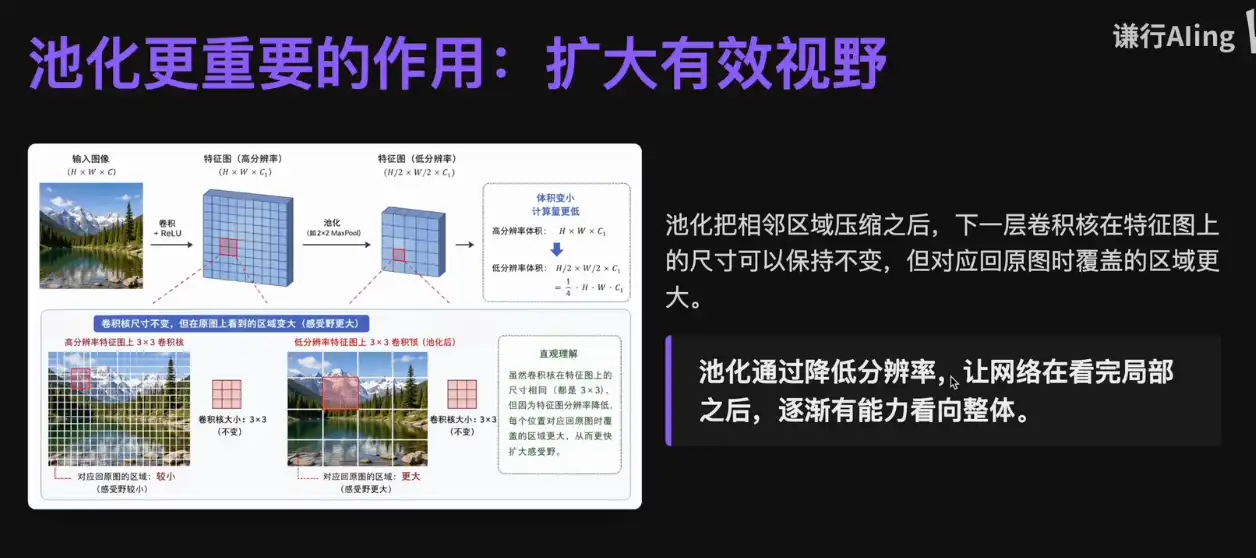 谦行AIing
池化更重要的作用：扩大有效视野
输入图像
(H × W × C)
特征图（高分辨率）
(H × W × C₁)
特征图（低分辨率）
(H/2 × W/2 × C₁)
卷积
+ ReLU
池化
(如 2×2 MaxPool)
体积变小
计算量更低
高分辨率体积： H × W × C₁
低分辨率体积： H/2 × W/2 × C₁
= 1/4 · H · W · C₁
卷积核尺寸不变，但在原图上看到的区域变大（感受野更大）
高分辨率特征图上 3×3 卷积核
卷积核大小：3×3
（不变）
对应回原图的区域：较小
（感受野较小）
低分辨率特征图上 3×3 卷积核（池化后）
卷积核大小：3×3
（不变）
对应回原图的区域：更大
（感受野更大）
直观理解
虽然卷积核在特征图上的
尺寸相同（都是 3×3），
但因为特征图分辨率降低，
每个位置对应回原图时覆
盖的区域更大，从而更快
扩大感受野。
池化把相邻区域压缩之后，下一层卷积核在特征图上
的尺寸可以保持不变，但对应回原图时覆盖的区域更
大。
池化通过降低分辨率，让网络在看完局部
之后，逐渐有能力看向整体。